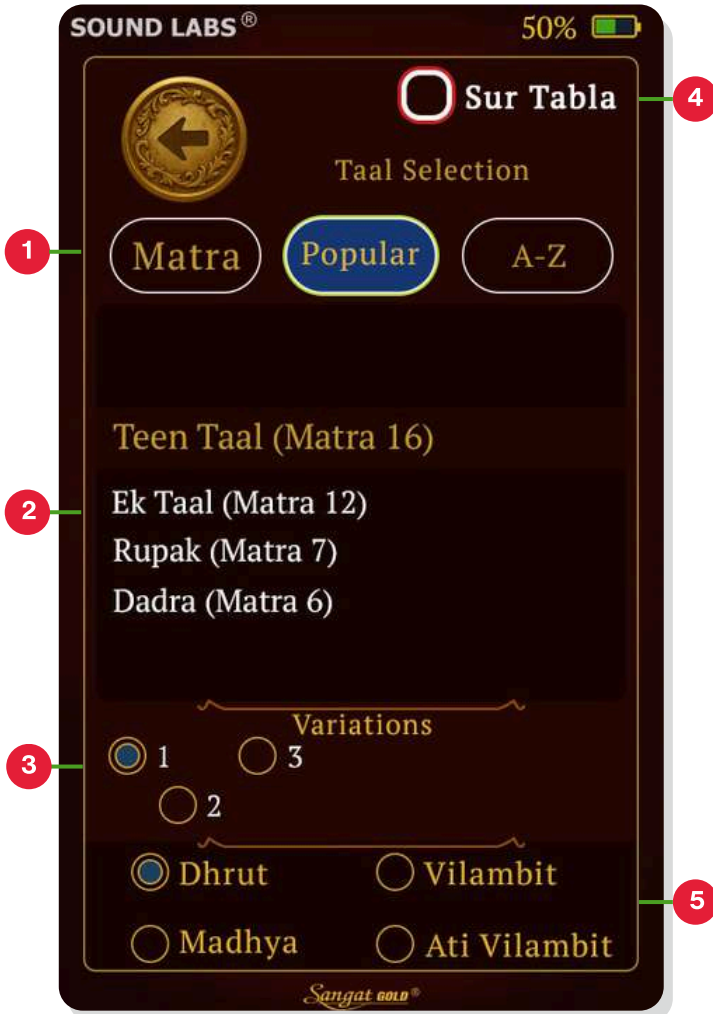 SOUND LABS® 50%
Sur Tabla 4
Taal Selection
1 Matra Popular A-Z
Teen Taal (Matra 16)
2 Ek Taal (Matra 12)
Rupak (Matra 7)
Dadra (Matra 6)
Variations
3 1 3
2
Dhrut Vilambit
5
Madhya Ati Vilambit
Sangat GOLD®